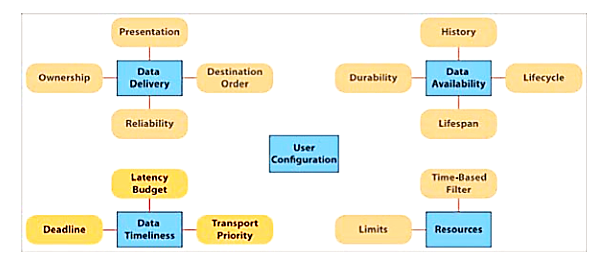 Presentation
Ownership
Data
Delivery
Destination
Order
Reliability
History
Durability
Data
Availability
Lifecycle
Lifespan
User
Configuration
Latency
Budget
Deadline
Data
Timeliness
Transport
Priority
Time-Based
Filter
Limits
Resources